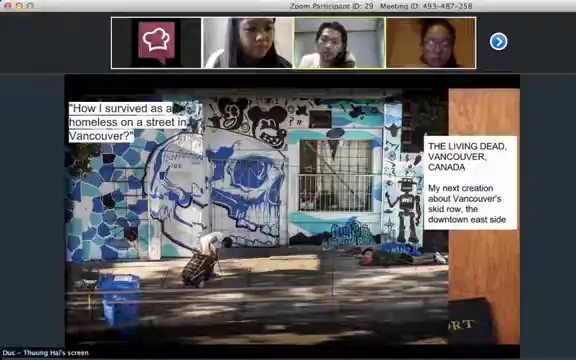 Zoom Participant ID: 29 Meeting ID: 493-487-258
"How I survived as a
homeless on a street in
Vancouver?"
THE LIVING DEAD,
VANCOUVER,
CANADA
My next creation
about Vancouver's
skid row, the
downtown east side
RT
Duc - Thuong Hai's screen